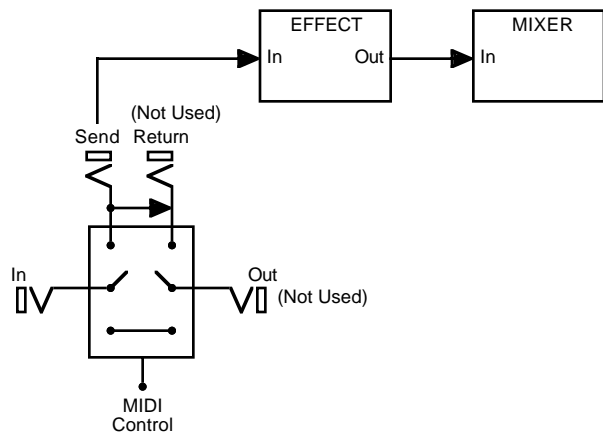 EFFECT
MIXER
In
Out
In
(Not Used)
Send
Return
In
Out
(Not Used)
MIDI
Control